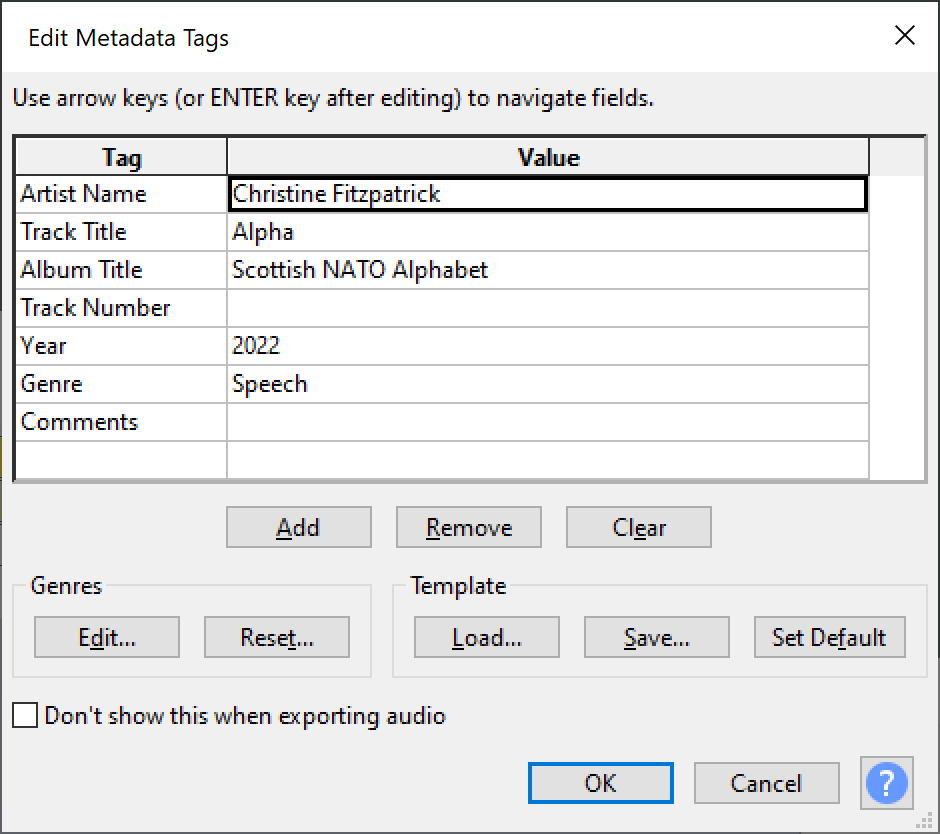 Edit Metadata Tags
Use arrow keys (or ENTER key after editing) to navigate fields.
Tag Value
Artist Name Christine Fitzpatrick
Track Title Alpha
Album Title Scottish NATO Alphabet
Track Number
Year 2022
Genre Speech
Comments
Add Remove Clear
Genres Template
Edit... Reset... Load... Save... Set Default
Don't show this when exporting audio
OK Cancel ?